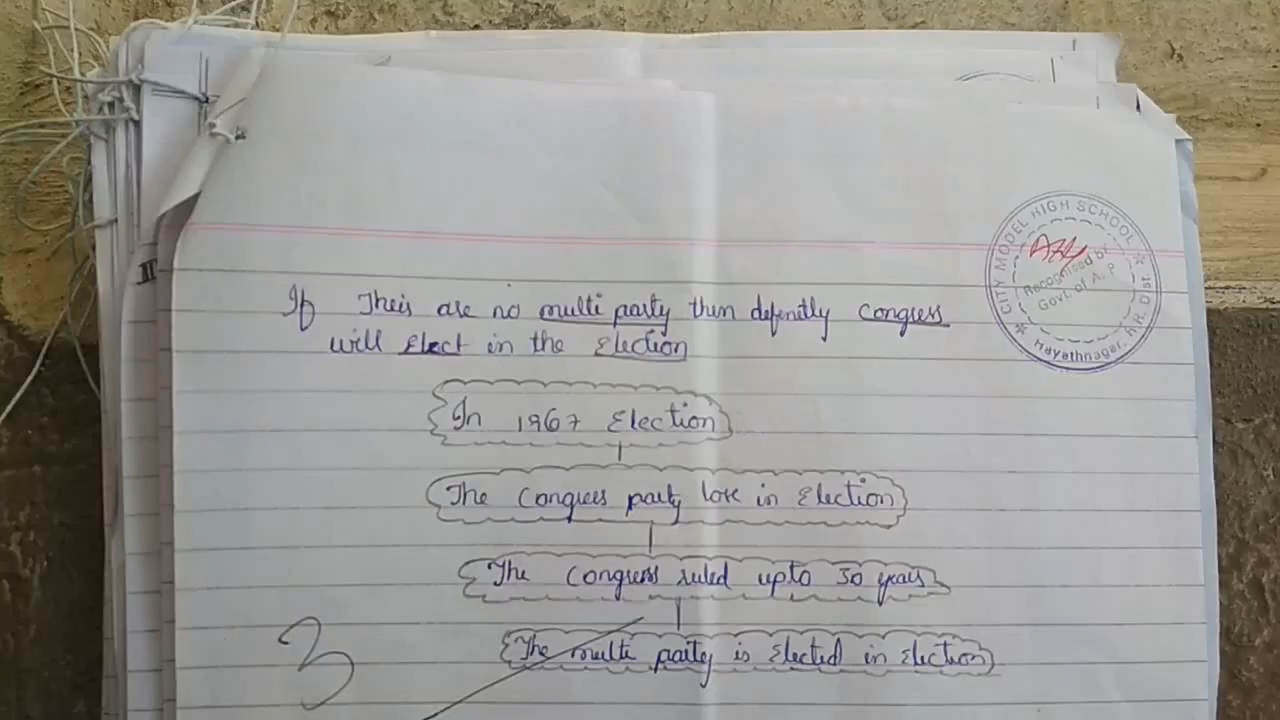 If Theis are no multi party then defenitly congress
will Elect in the Election
In 1967 Election
The Congrees party lose in Election
The Congress ruled upto 30 years
The multi paity is Elected in Election
3
CITY MODEL HIGH SCHOOL
Recognised by
Govt. of A. P
Hayathnagar, R.R. Dist.